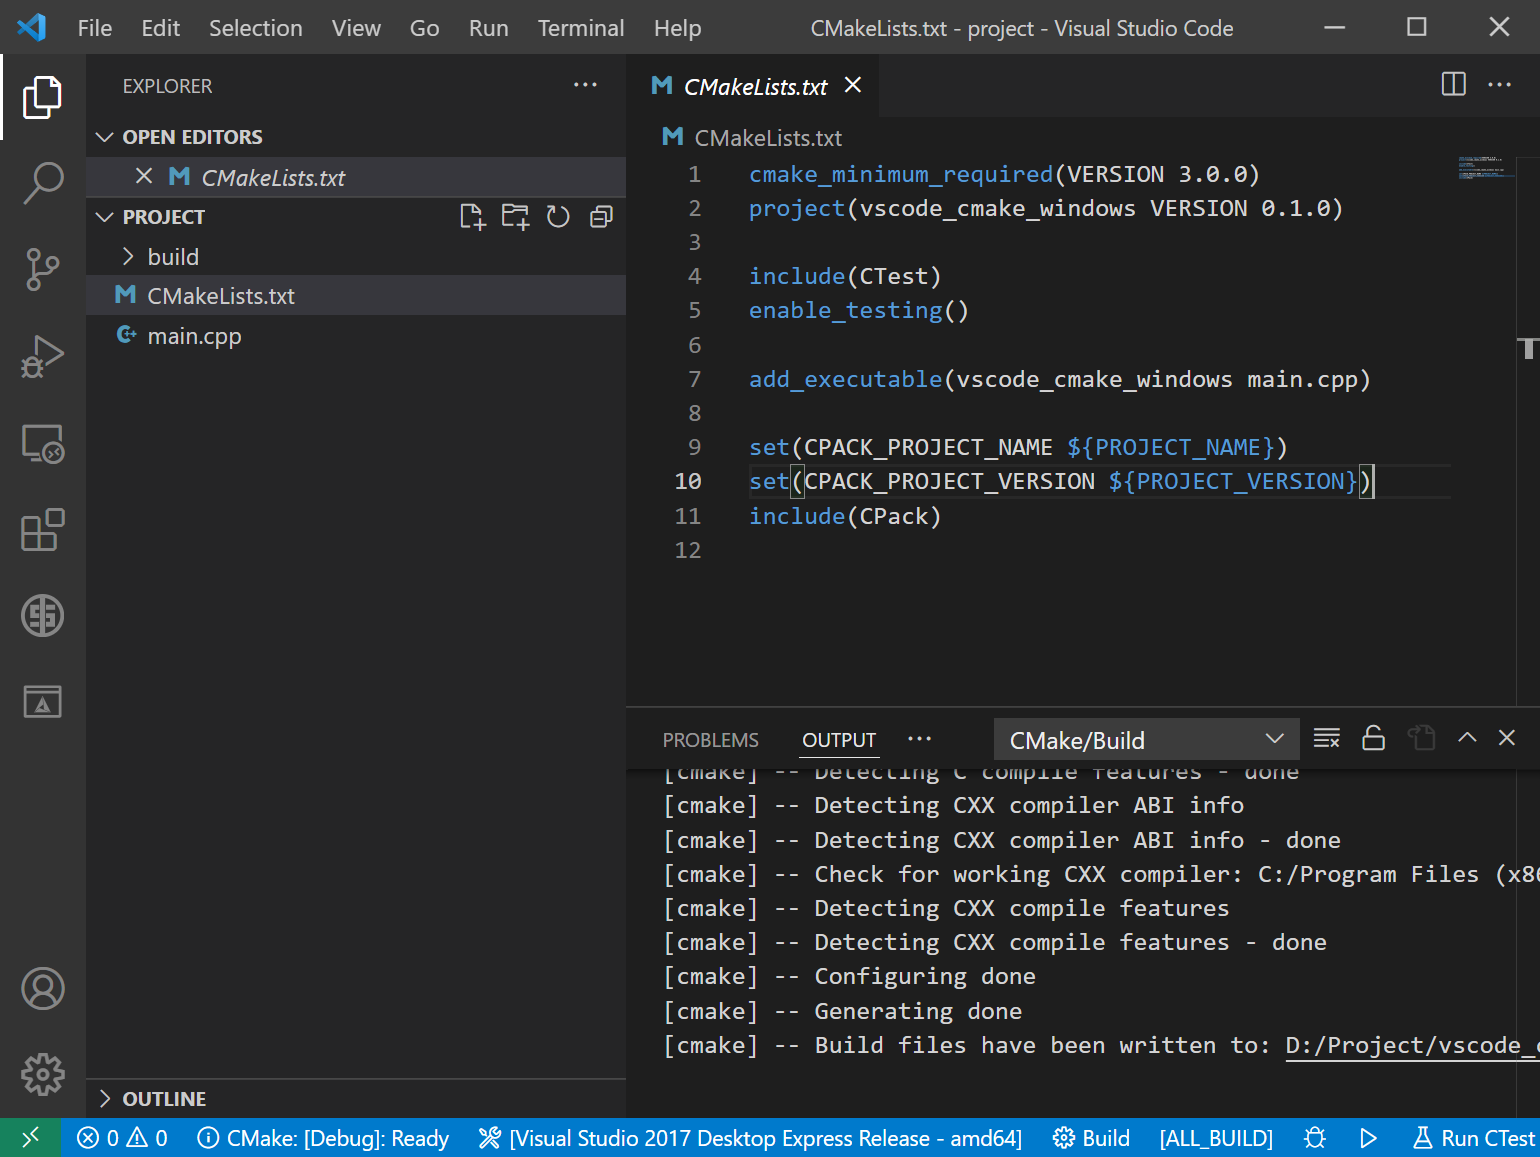 File Edit Selection View Go Run Terminal Help CMakeLists.txt - project - Visual Studio Code
EXPLORER
OPEN EDITORS
CMakeLists.txt
PROJECT
build
CMakeLists.txt
main.cpp
OUTLINE
CMakeLists.txt
CMakeLists.txt
1 cmake_minimum_required(VERSION 3.0.0)
2 project(vscode_cmake_windows VERSION 0.1.0)
3
4 include(CTest)
5 enable_testing()
6
7 add_executable(vscode_cmake_windows main.cpp)
8
9 set(CPACK_PROJECT_NAME ${PROJECT_NAME})
10 set(CPACK_PROJECT_VERSION ${PROJECT_VERSION})
11 include(CPack)
12
PROBLEMS OUTPUT ··· CMake/Build
[cmake] -- Detecting C compile features - done
[cmake] -- Detecting CXX compiler ABI info
[cmake] -- Detecting CXX compiler ABI info - done
[cmake] -- Check for working CXX compiler: C:/Program Files (x86
[cmake] -- Detecting CXX compile features
[cmake] -- Detecting CXX compile features - done
[cmake] -- Configuring done
[cmake] -- Generating done
[cmake] -- Build files have been written to: D:/Project/vscode_c
0 0 CMake: [Debug]: Ready [Visual Studio 2017 Desktop Express Release - amd64] Build [ALL_BUILD] Run CTest